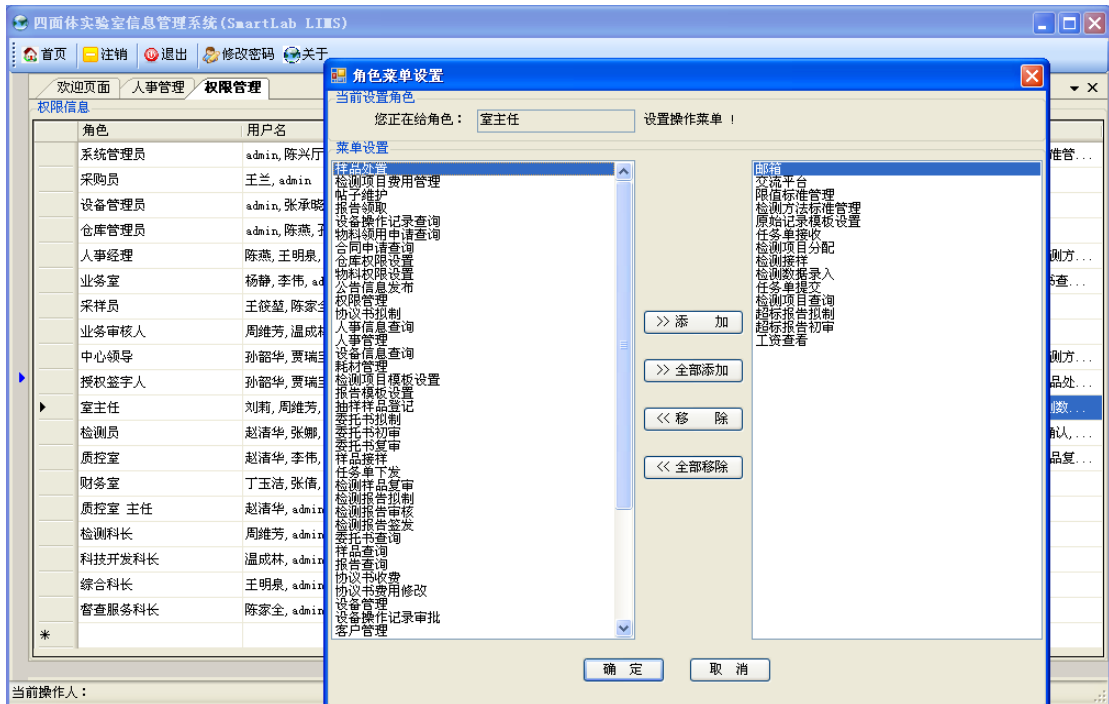 四面体实验室信息管理系统(SmartLab LIMS)
首页 注销 退出 修改密码 关于
欢迎页面 人事管理 权限管理
权限信息
角色 用户名
系统管理员 admin,陈兴厅 准管...
采购员 王兰,admin
设备管理员 admin,张承晓
仓库管理员 admin,陈燕,
人事经理 陈燕,王明泉, 测方...
业务室 杨静,李伟,ad 查...
采样员 王筱堃,陈家全
业务审核人 周维芳,温成林
中心领导 孙韶华,贾瑞宝 测方...
授权签字人 孙韶华,贾瑞宝 品处...
室主任 刘莉,周维芳, 数...
检测员 赵清华,张娜, 确认,...
质控室 赵清华,李伟, 品复...
财务室 丁玉洁,张倩,
质控室 主任 赵清华,admin
检测科长 周维芳,admin
科技开发科长 温成林,admin
综合科长 王明泉,admin
督查服务科长 陈家全,admin
当前操作人:
角色菜单设置
当前设置角色
您正在给角色: 室主任 设置操作菜单 !
菜单设置
样品处置
检测项目费用管理
帖子维护
报告领取
设备操作记录查询
物料领用申请查询
合同申请查询
仓库权限设置
物料权限设置
公告信息发布
权限管理
协议书拟制
人事信息查询
人事管理
设备信息查询
耗材管理
检测项目模板设置
报告模板设置
抽样样品登记
委托书拟制
委托书初审
委托书复审
样品接样
任务单下发
检测样品复审
检测报告拟制
检测报告审核
检测报告签发
委托书查询
样品查询
报告查询
协议书收费
协议书费用修改
设备管理
设备操作记录审批
客户管理
>> 添 加
>> 全部添加
<< 移 除
<< 全部移除
邮箱
交流平台
限值标准管理
检测方法标准管理
原始记录模板设置
任务单接收
检测项目分配
检测接样
检测数据录入
任务单提交
检测项目查询
超标报告拟制
超标报告初审
工资查看
确 定 取 消